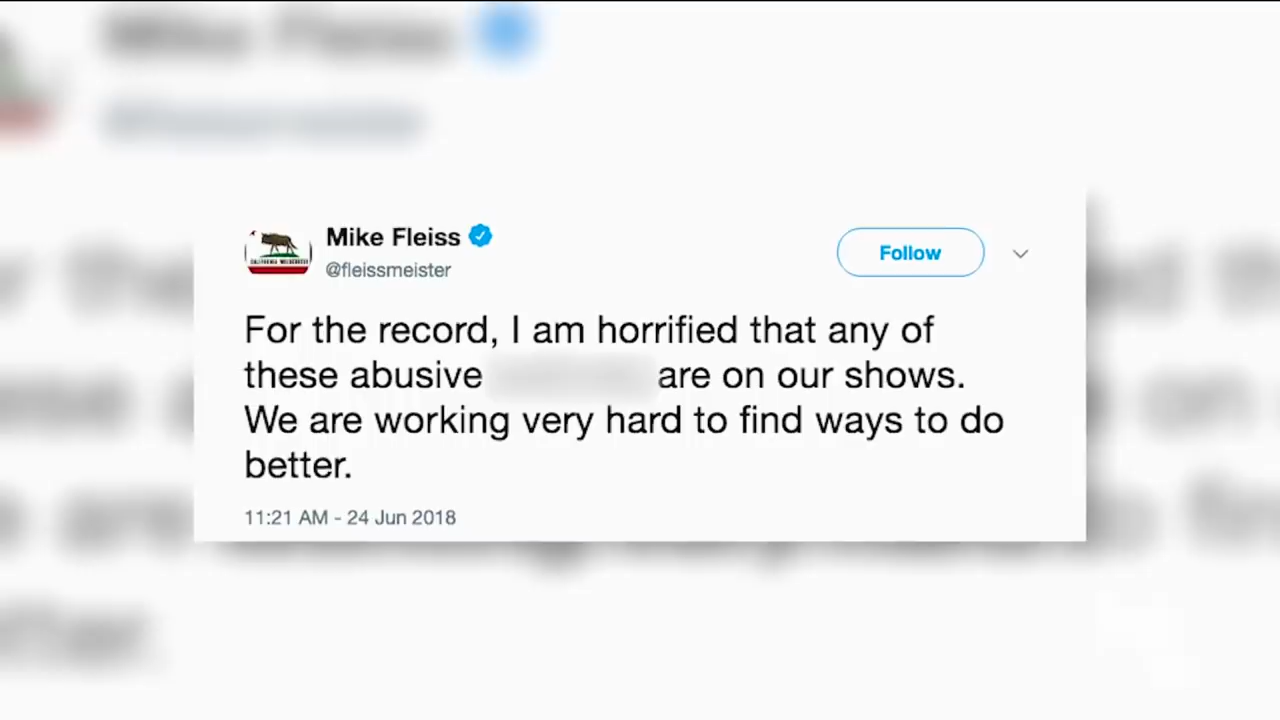 Mike Fleiss
@fleissmeister
Follow
For the record, I am horrified that any of
these abusive are on our shows.
We are working very hard to find ways to do
better.
11:21 AM - 24 Jun 2018